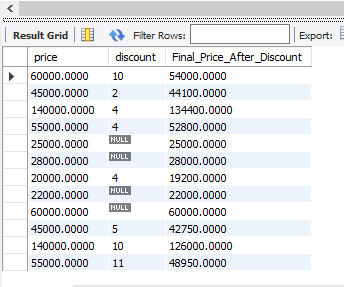 Result Grid Filter Rows: Export:
price discount Final_Price_After_Discount
60000.0000 10 54000.0000
45000.0000 2 44100.0000
140000.0000 4 134400.0000
55000.0000 4 52800.0000
25000.0000 NULL 25000.0000
28000.0000 NULL 28000.0000
20000.0000 4 19200.0000
22000.0000 NULL 22000.0000
60000.0000 NULL 60000.0000
45000.0000 5 42750.0000
140000.0000 10 126000.0000
55000.0000 11 48950.0000